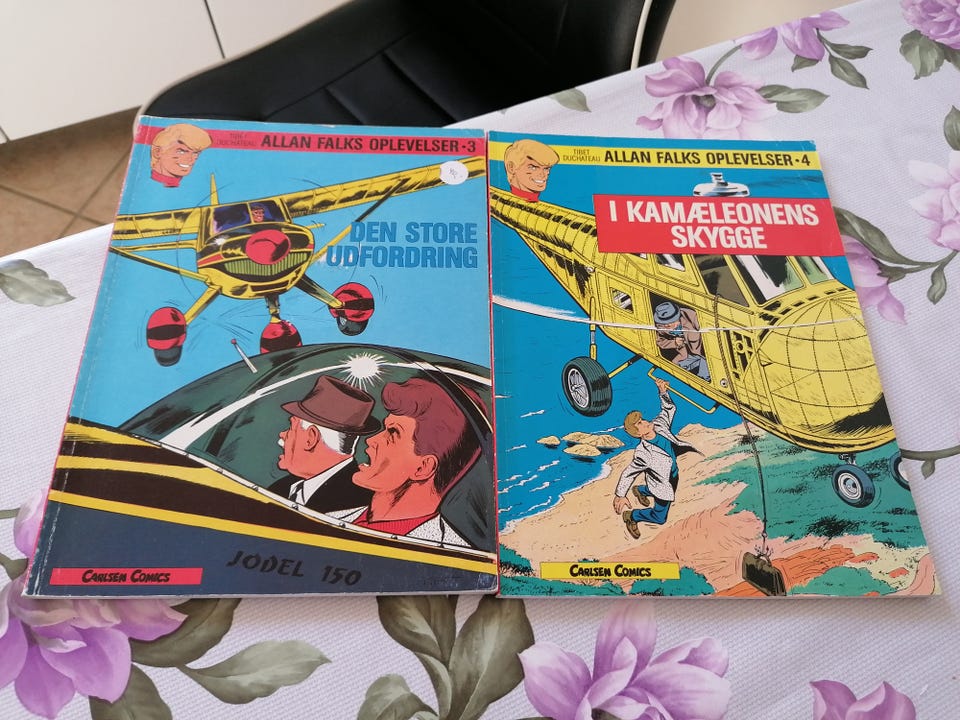 TIBET
DUCHATEAU
ALLAN FALKS OPLEVELSER·3
DEN STORE
UDFORDRING
JODEL 150
CARLSEN COMICS
TIBET
DUCHATEAU
ALLAN FALKS OPLEVELSER·4
I KAMÆLEONENS
SKYGGE
CARLSEN COMICS